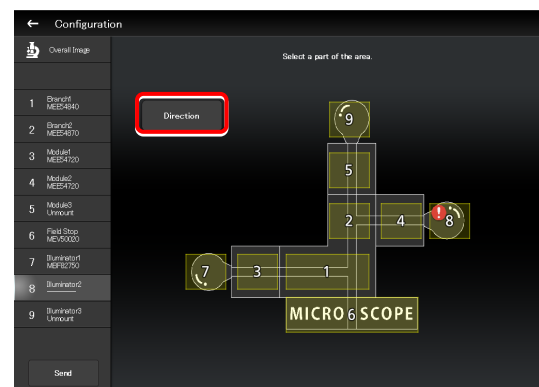 ← Configuration
Overall Image
Select a part of the area.
1 Branch1
MEE54840
2 Branch2
MEE54870
3 Module1
MEE54720
4 Module2
MEE54720
5 Module3
Unmount
6 Field Stop
MEV50020
7 Illuminator1
MBF82750
8 Illuminator2
9 Illuminator3
Unmount
Send
Direction
9
5
2
4
!
8
7
3
1
MICRO 6 SCOPE